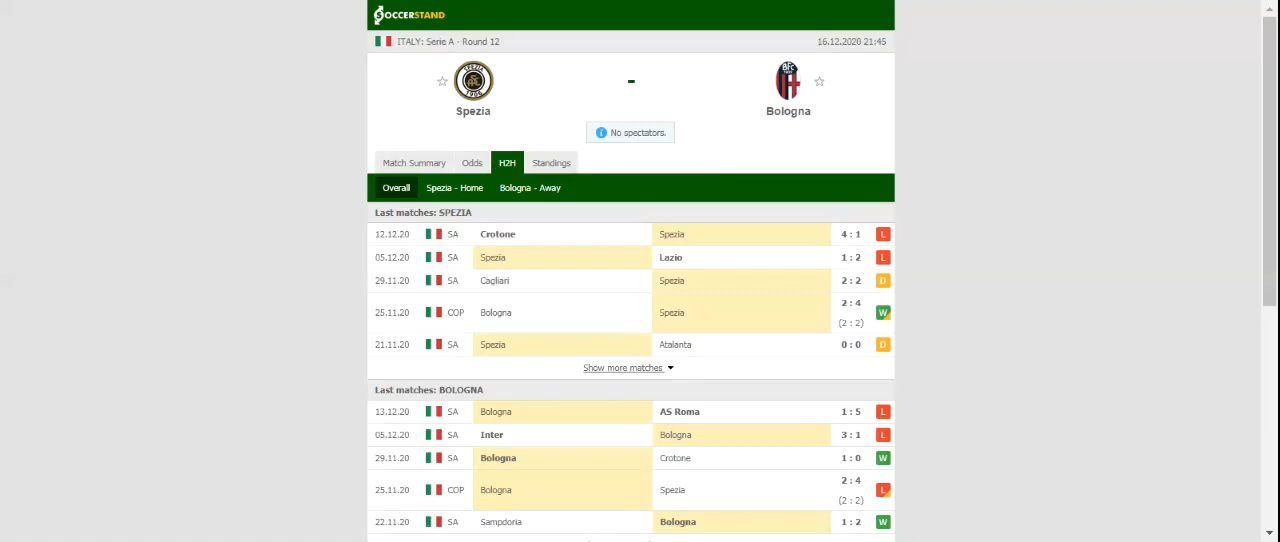 SOCCERSTAND
ITALY: Serie A - Round 12 16.12.2020 21:45
SPEZIA 1906 - BFC
Spezia Bologna
i No spectators.
Match Summary Odds H2H Standings
Overall Spezia - Home Bologna - Away
Last matches: SPEZIA
12.12.20 SA Crotone Spezia 4 : 1 L
05.12.20 SA Spezia Lazio 1 : 2 L
29.11.20 SA Cagliari Spezia 2 : 2 D
25.11.20 COP Bologna Spezia 2 : 4 (2 : 2) W
21.11.20 SA Spezia Atalanta 0 : 0 D
Show more matches
Last matches: BOLOGNA
13.12.20 SA Bologna AS Roma 1 : 5 L
05.12.20 SA Inter Bologna 3 : 1 L
29.11.20 SA Bologna Crotone 1 : 0 W
25.11.20 COP Bologna Spezia 2 : 4 (2 : 2) L
22.11.20 SA Sampdoria Bologna 1 : 2 W